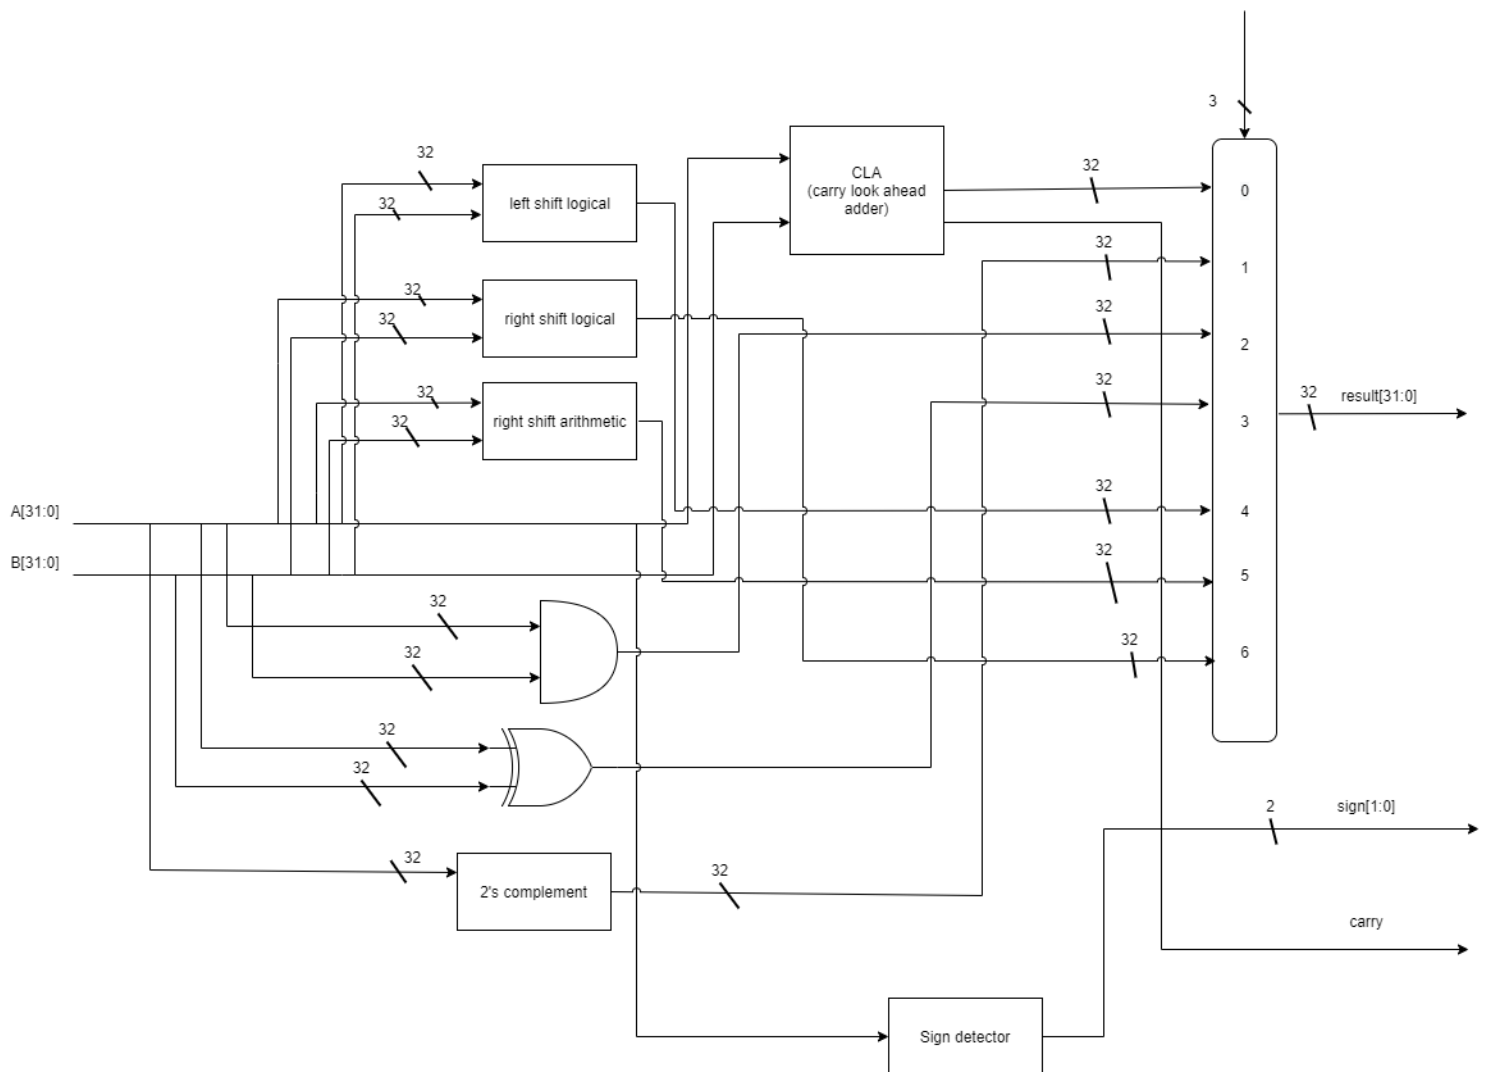 3
32
32
left shift logical
CLA
(carry look ahead
adder)
32
0
32
1
32
32
right shift logical
32
2
32
32
right shift arithmetic
32
3
32
result[31:0]
A[31:0]
32
4
B[31:0]
32
5
32
32
32
6
32
32
32
2's complement
32
2
sign[1:0]
carry
Sign detector